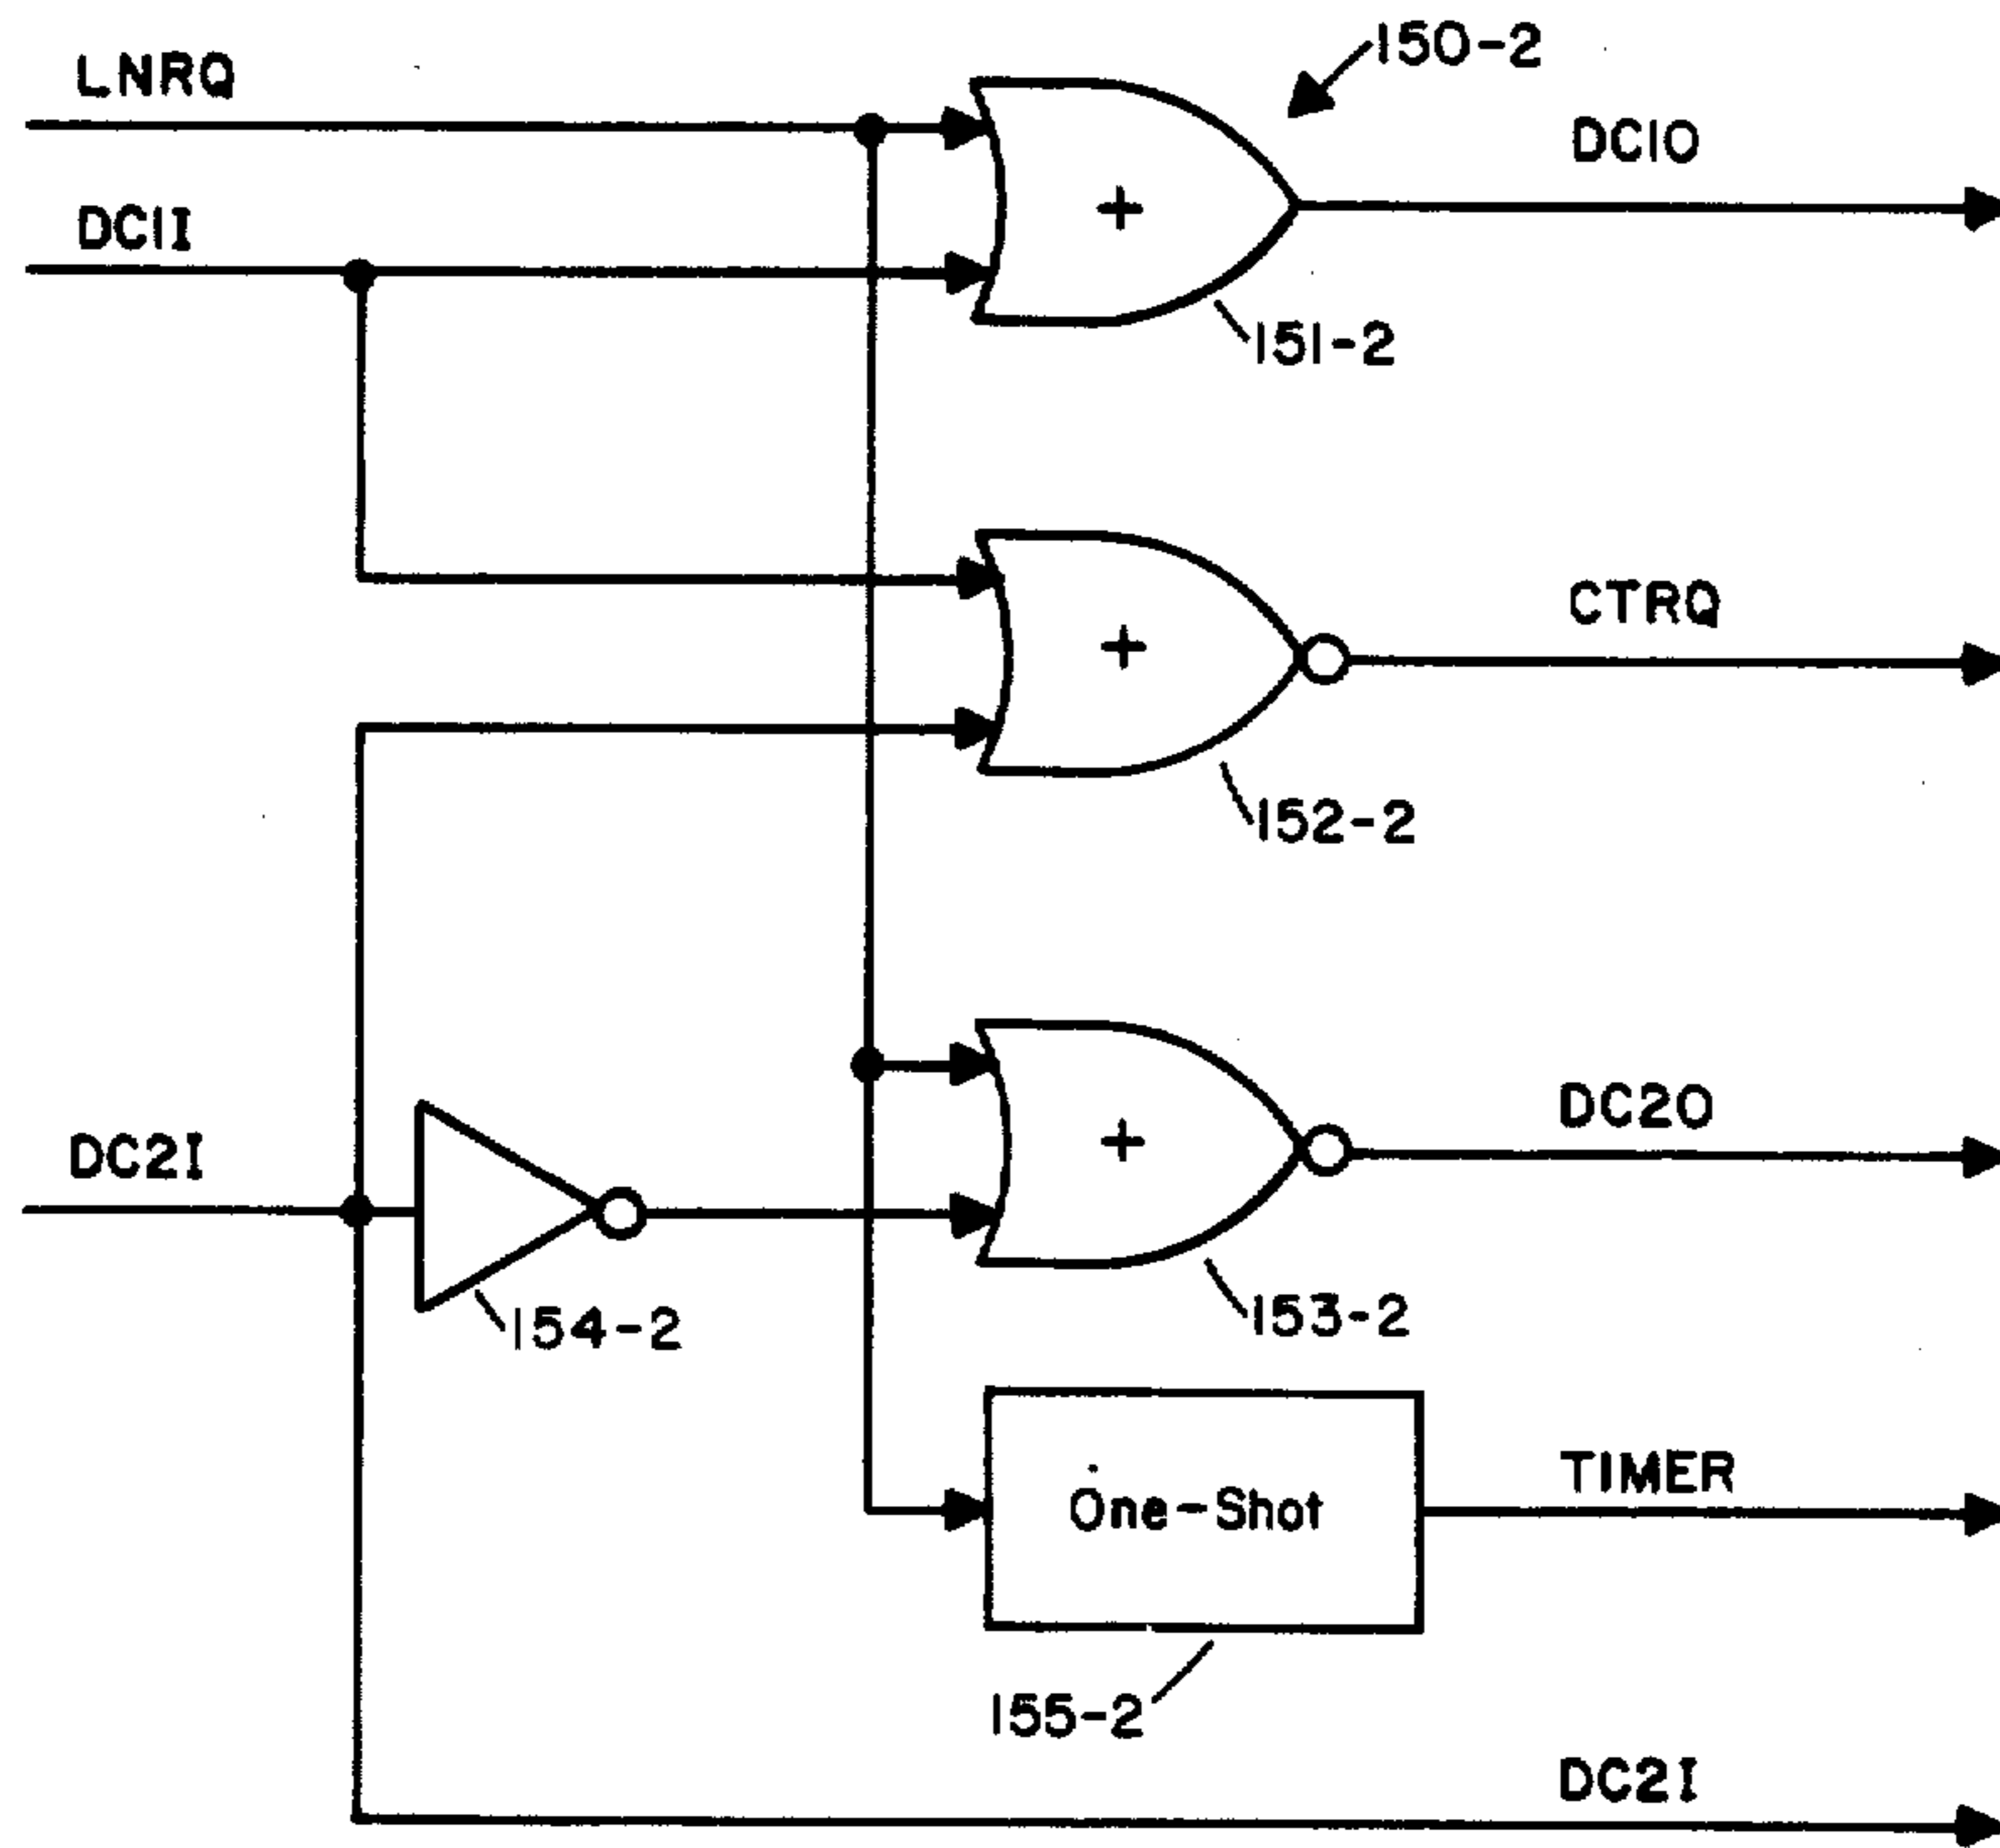 LNRQ
150-2
DC1O
DC1I
+
151-2
CTRQ
+
152-2
DC2O
DC2I
+
154-2
153-2
TIMER
One-Shot
155-2
DC2I